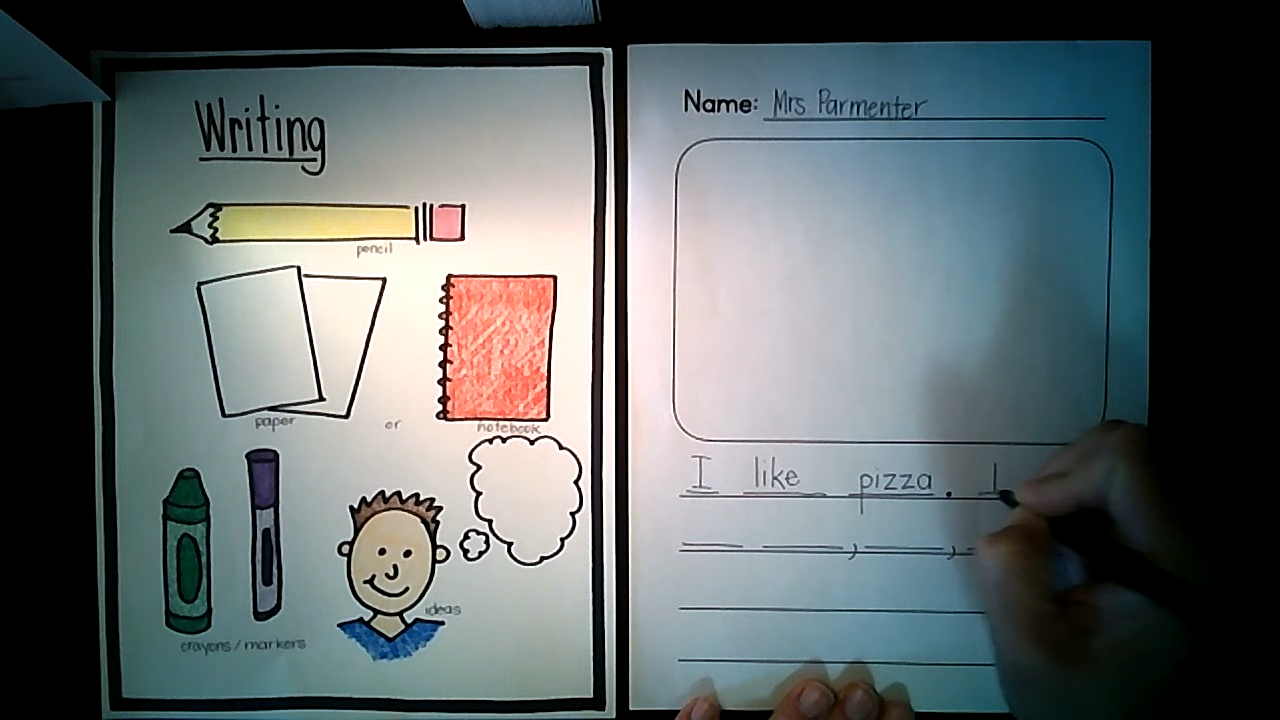 Writing
pencil
paper or notebook
crayons / markers
ideas
Name: Mrs Parmenter
I like pizza. I
, ,